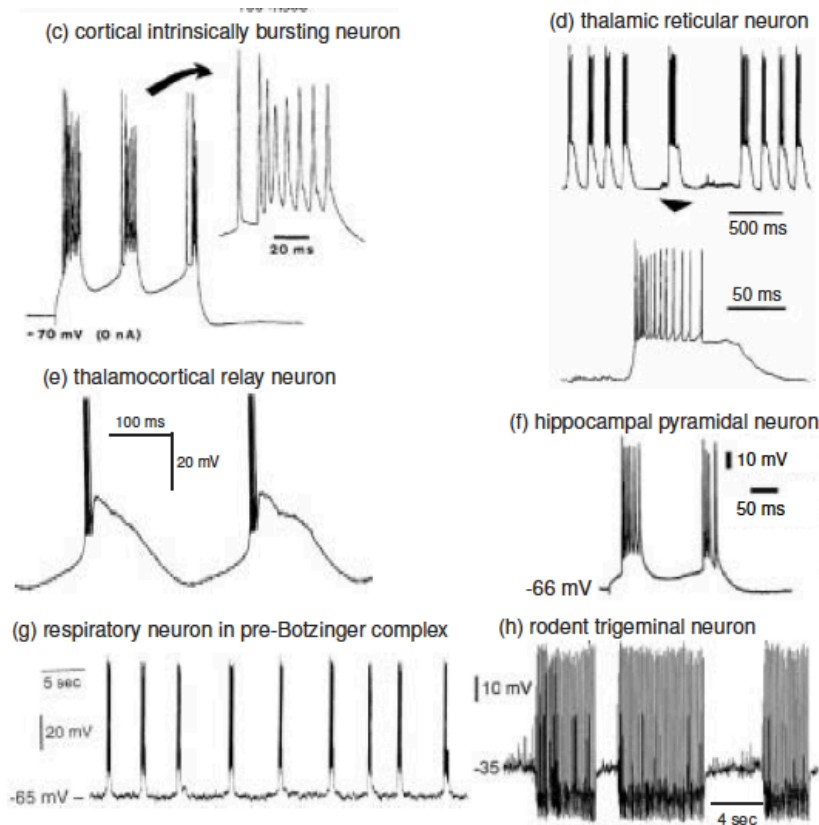 (c) cortical intrinsically bursting neuron
20 ms
-70 mV (0 nA)
(d) thalamic reticular neuron
500 ms
50 ms
(e) thalamocortical relay neuron
100 ms
20 mV
(f) hippocampal pyramidal neuron
10 mV
50 ms
-66 mV
(g) respiratory neuron in pre-Botzinger complex
5 sec
20 mV
-65 mV
(h) rodent trigeminal neuron
10 mV
-35
4 sec